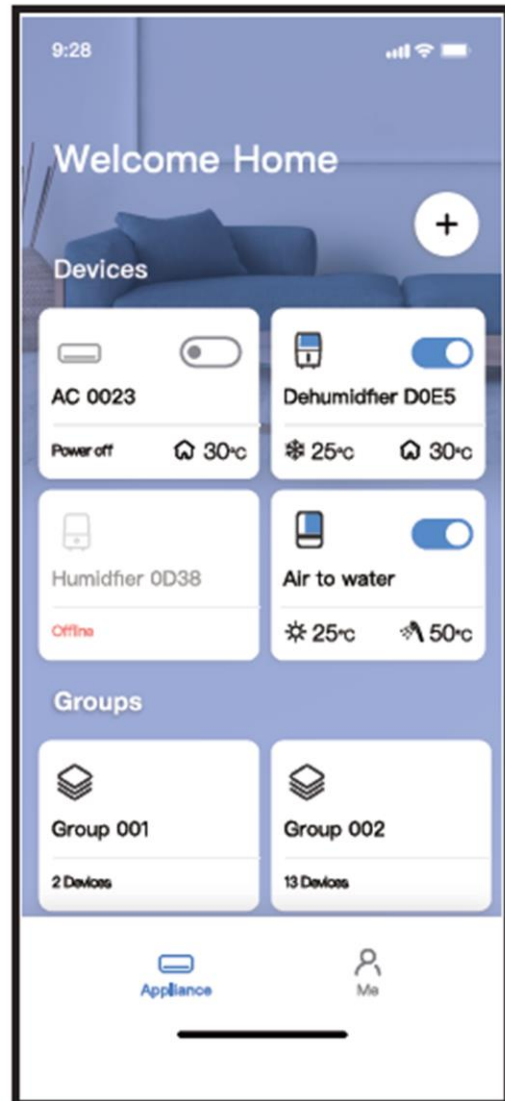 9:28
Welcome Home
+
Devices
AC 0023
Power off 30°c
Dehumidfier D0E5
25°c 30°c
Humidfier 0D38
Offline
Air to water
25°c 50°c
Groups
Group 001
2 Devices
Group 002
13 Devices
Appliance
Me